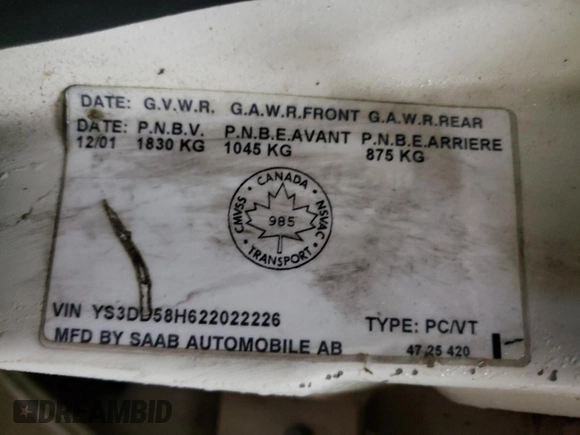 DATE: G.V.W.R. G.A.W.R.FRONT G.A.W.R.REAR
DATE: P.N.B.V. P.N.B.E.AVANT P.N.B.E.ARRIERE
12/01 1830 KG 1045 KG 875 KG
CANADA
CMVSS 985 NSVAC
TRANSPORT
VIN YS3DD58H622022226 TYPE: PC/VT
MFD BY SAAB AUTOMOBILE AB 47 25 420
DREAMBID